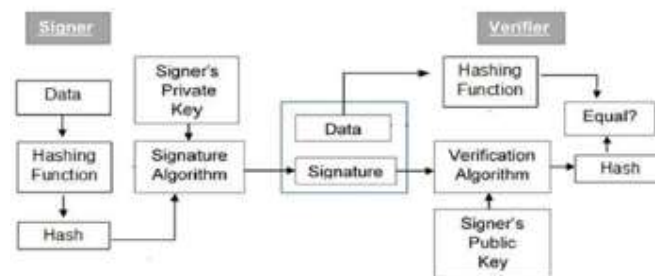 Signer
Verifier
Data
Hashing
Function
Hash
Signer's
Private
Key
Signature
Algorithm
Data
Signature
Hashing
Function
Verification
Algorithm
Signer's
Public
Key
Equal?
Hash